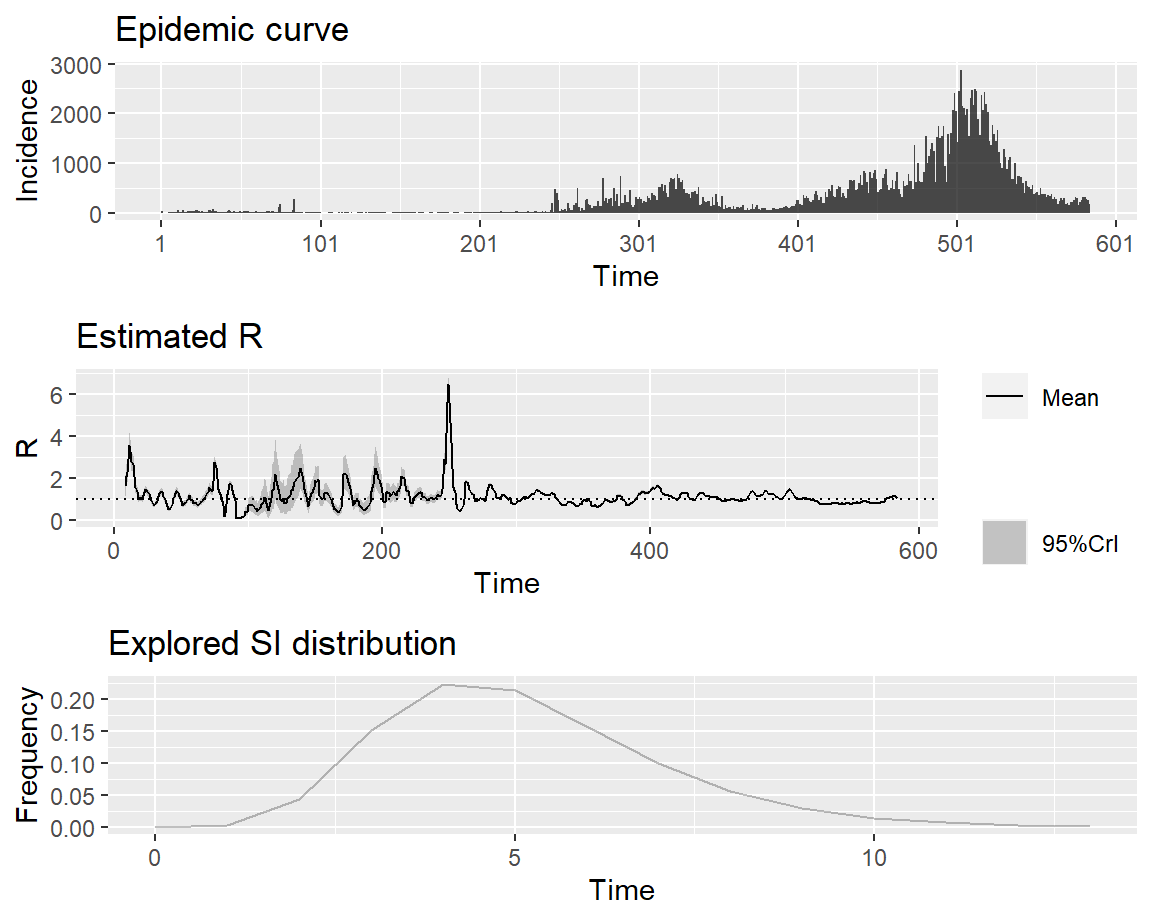 Epidemic curve
3000
2000
1000
0
Incidence
1 101 201 301 401 501 601
Time
Estimated R
6
4
2
0
R
0 200 400 600
Time
Mean
95%CrI
Explored SI distribution
0.20
0.15
0.10
0.05
0.00
Frequency
0 5 10
Time